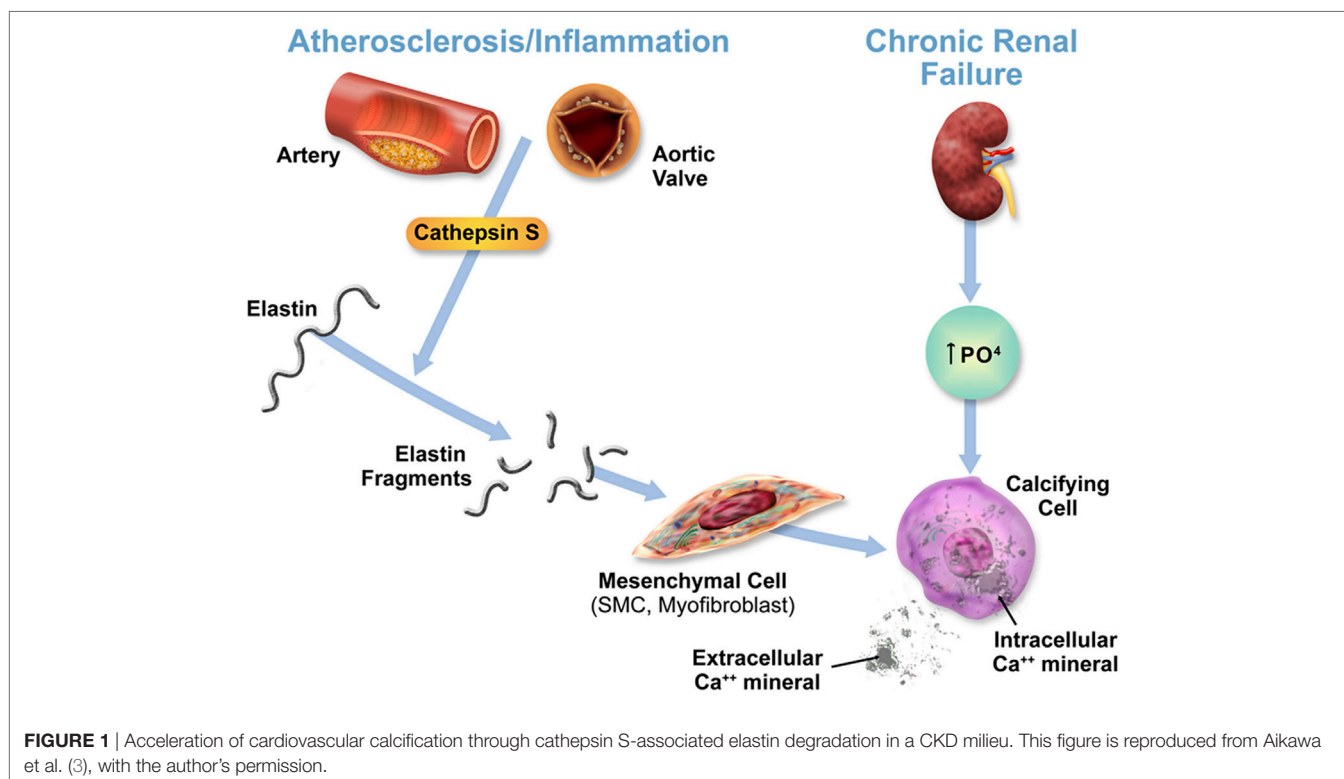 Atherosclerosis/Inflammation
Chronic Renal
Failure
Artery
Aortic
Valve
Cathepsin S
Elastin
↑PO⁴
Elastin
Fragments
Calcifying
Cell
Mesenchymal Cell
(SMC, Myofibroblast)
Extracellular
Ca⁺⁺ mineral
Intracellular
Ca⁺⁺ mineral
FIGURE 1 | Acceleration of cardiovascular calcification through cathepsin S-associated elastin degradation in a CKD milieu. This figure is reproduced from Aikawa
et al. (3), with the author's permission.